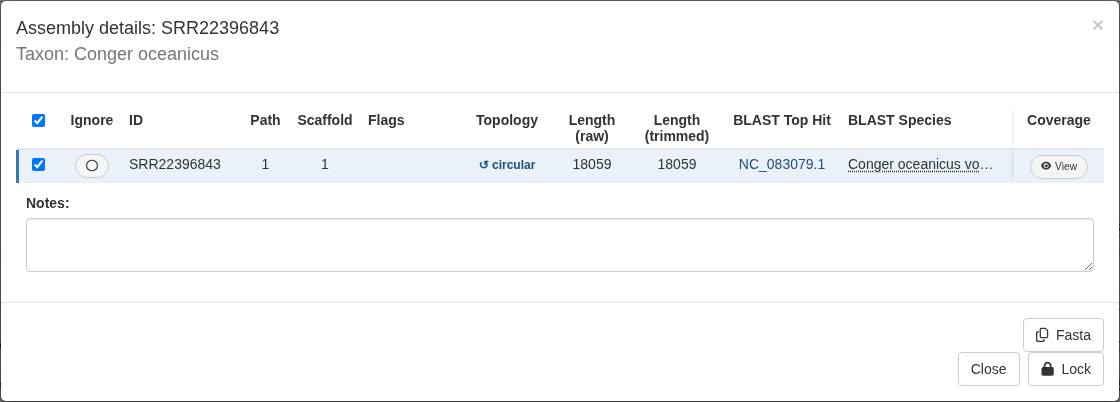 Assembly details: SRR22396843
×
Taxon: Conger oceanicus
Ignore ID Path Scaffold Flags Topology Length (raw) Length (trimmed) BLAST Top Hit BLAST Species Coverage
SRR22396843 1 1 circular 18059 18059 NC_083079.1 Conger oceanicus vo… View
Notes:
Fasta
Close Lock